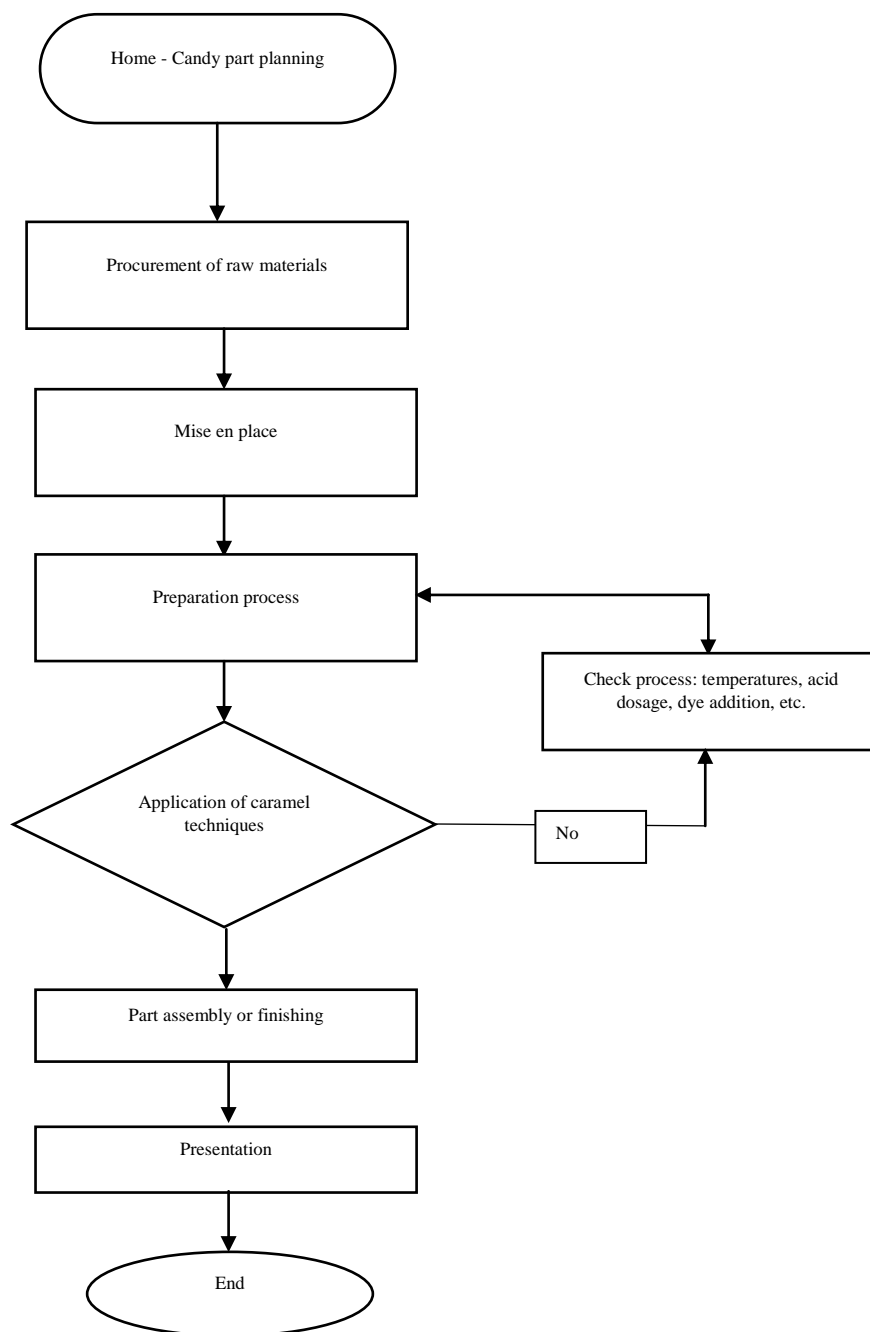 Home - Candy part planning
Procurement of raw materials
Mise en place
Preparation process
Check process: temperatures, acid
dosage, dye addition, etc.
Application of caramel
techniques
No
Part assembly or finishing
Presentation
End